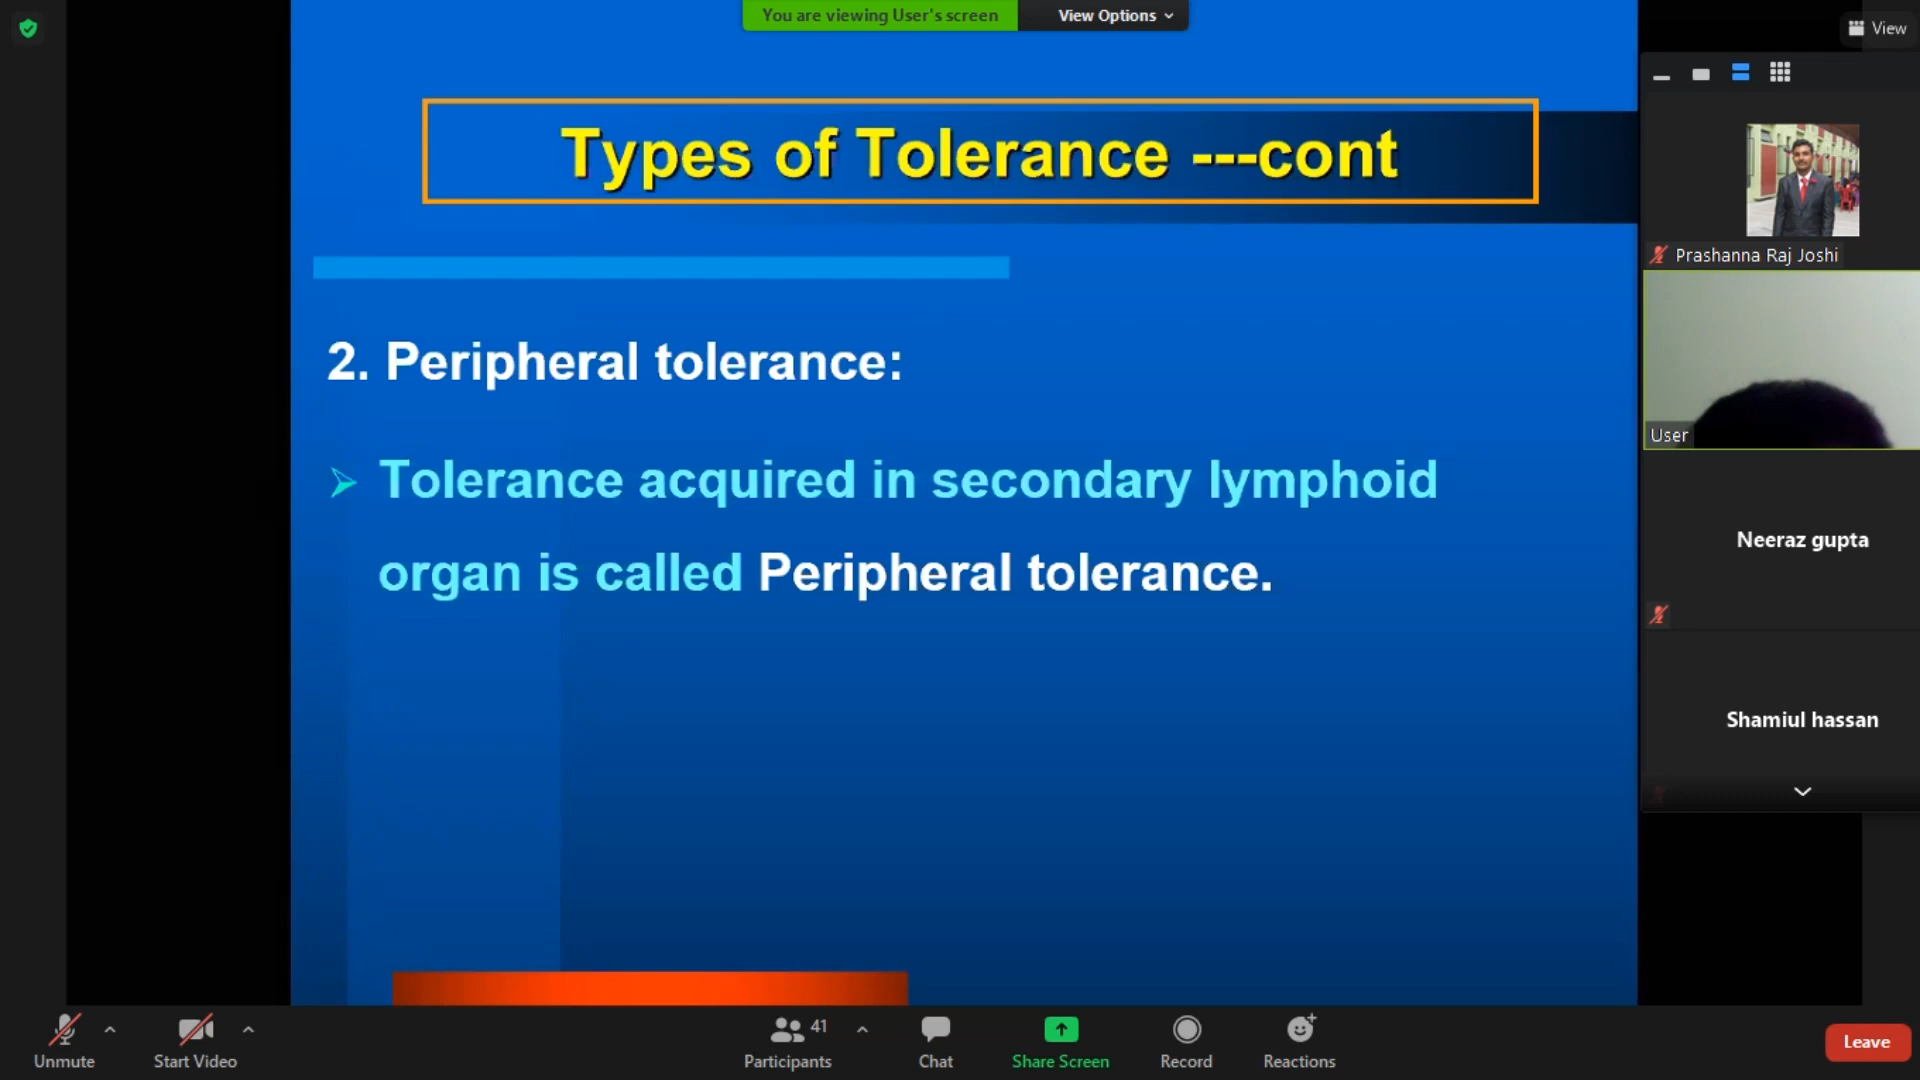 You are viewing User's screen
View Options
View
Types of Tolerance ---cont
Prashanna Raj Joshi
2. Peripheral tolerance:
User
Tolerance acquired in secondary lymphoid
organ is called Peripheral tolerance.
Neeraz gupta
Shamiul hassan
41
Unmute
Start Video
Participants
Chat
Share Screen
Record
Reactions
Leave